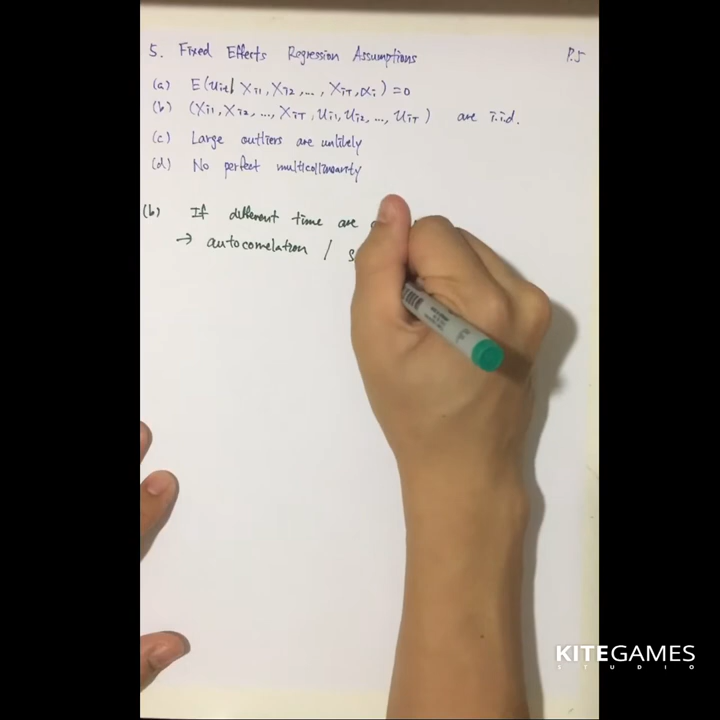 5. Fixed Effects Regression Assumptions P.5
(a) E(uit| Xi1, Xi2, ..., XiT, αi) = 0
(b) (Xi1, Xi2, ..., XiT, ui1, ui2, ..., uiT) are i.i.d.
(c) Large outliers are unlikely
(d) No perfect multicollinearity
(b) If different time are
→ autocorrelation / s
KITEGAMES
STUDIO